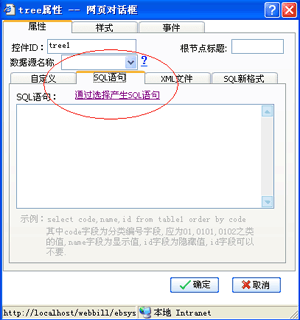 tree属性 -- 网页对话框
属性 样式 事件
控件ID： tree1 根节点标题:
数据源名称 ?
自定义 SQL语句 XML文件 SQL新格式
SQL语句： 通过选择产生SQL语句
示例：select code,name,id from table1 order by code
其中code字段为分类编号字段,应为01,0101,0102之类
的值,name字段为显示值,id字段为隐藏值,id字段可以
不要.
确定 取消
http://localhost/webbill/ebsys 本地 Intranet